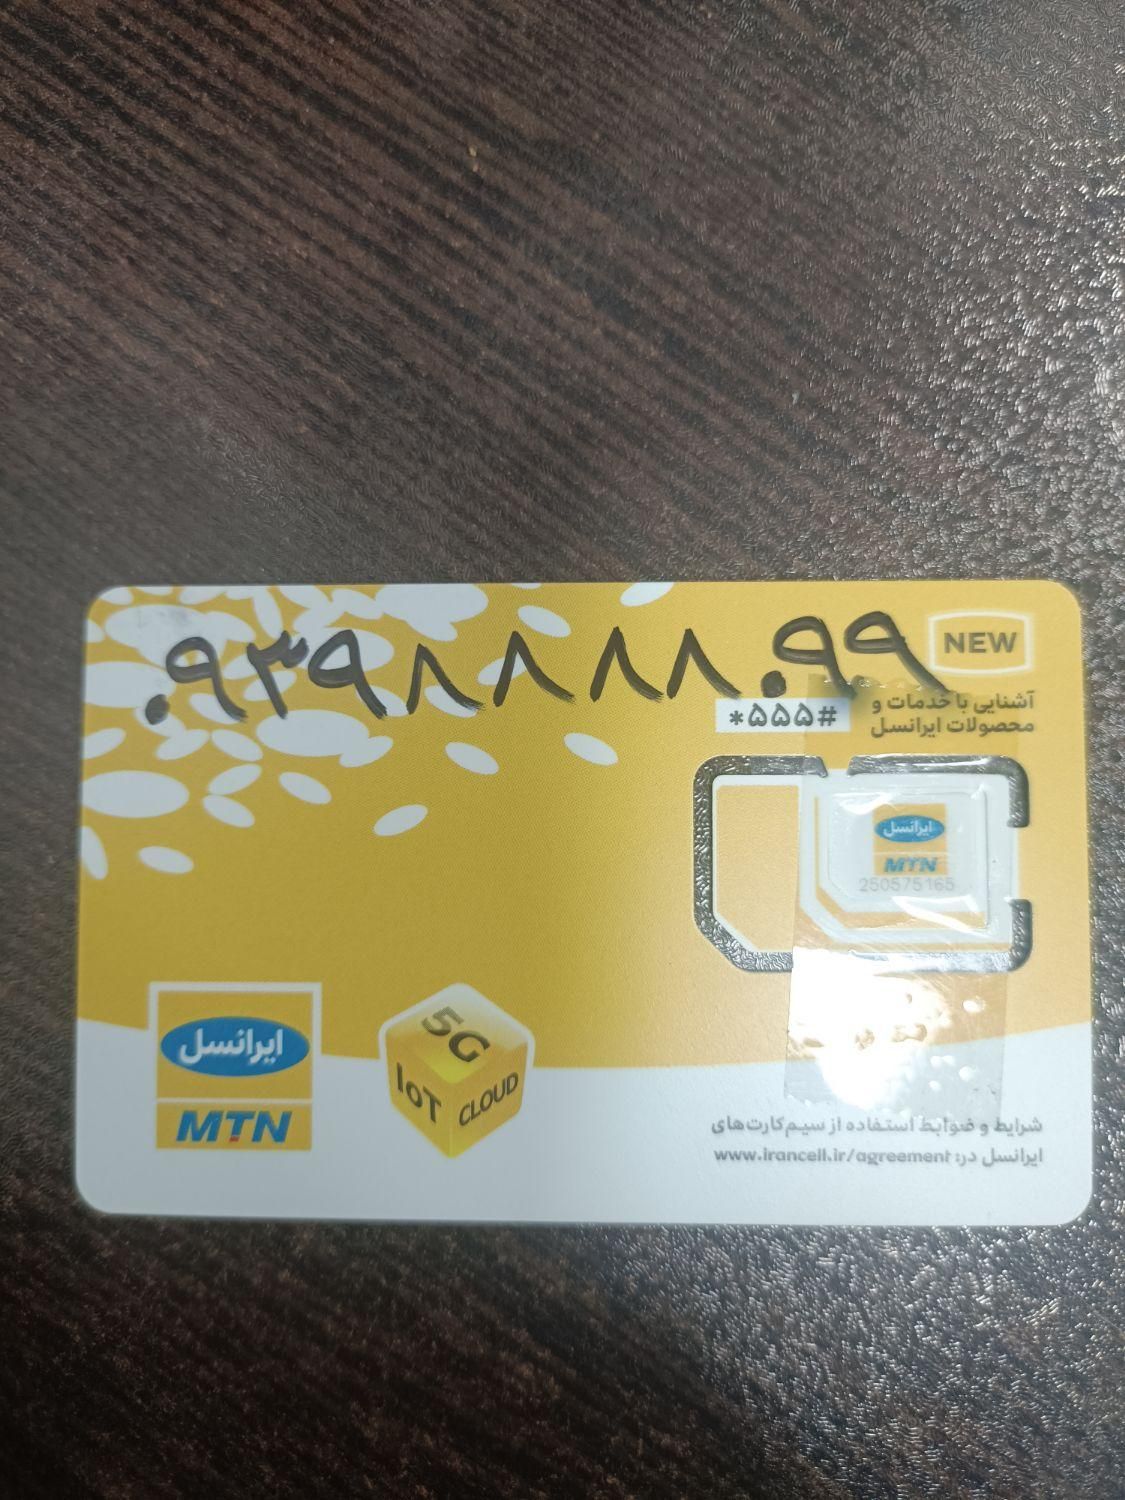 ۰۹۳۹۸۸۸۸۰۹۹
NEW
آشنایی با خدمات و
محصولات ایرانسل
*۵۵۵#
ایرانسل
MTN
250575165
ایرانسل
MTN
5G
IoT
CLOUD
شرایط و ضوابط استفاده از سیم‌کارت‌های
ایرانسل در: www.irancell.ir/agreement